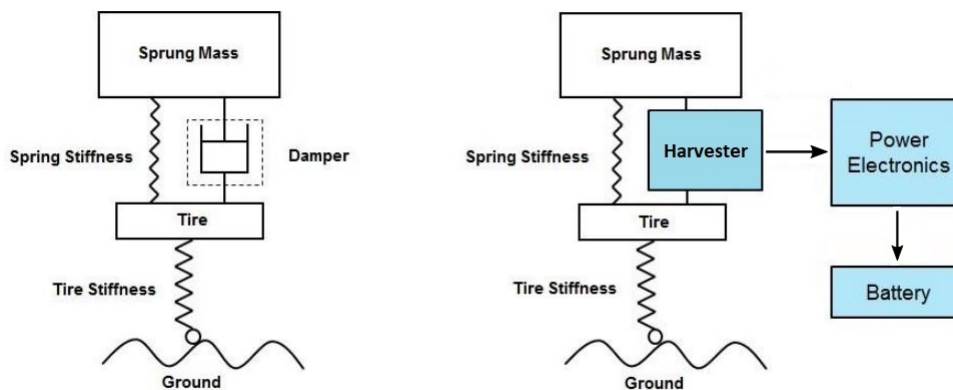 Sprung Mass
Spring Stiffness
Damper
Tire
Tire Stiffness
Ground
Sprung Mass
Spring Stiffness
Harvester
Power
Electronics
Tire
Tire Stiffness
Battery
Ground